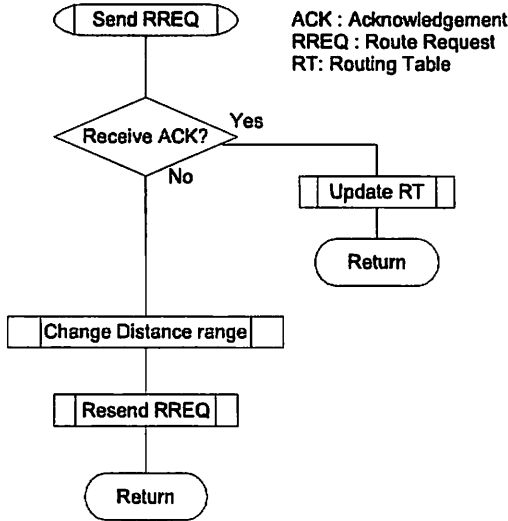 Send RREQ
ACK : Acknowledgement
RREQ : Route Request
RT: Routing Table
Receive ACK?
Yes
No
Update RT
Return
Change Distance range
Resend RREQ
Return